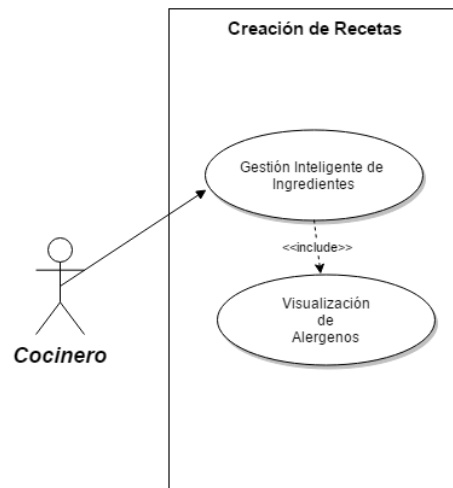 Creación de Recetas
Gestión Inteligente de
Ingredientes
<<include>>
Visualización
de
Alergenos
Cocinero